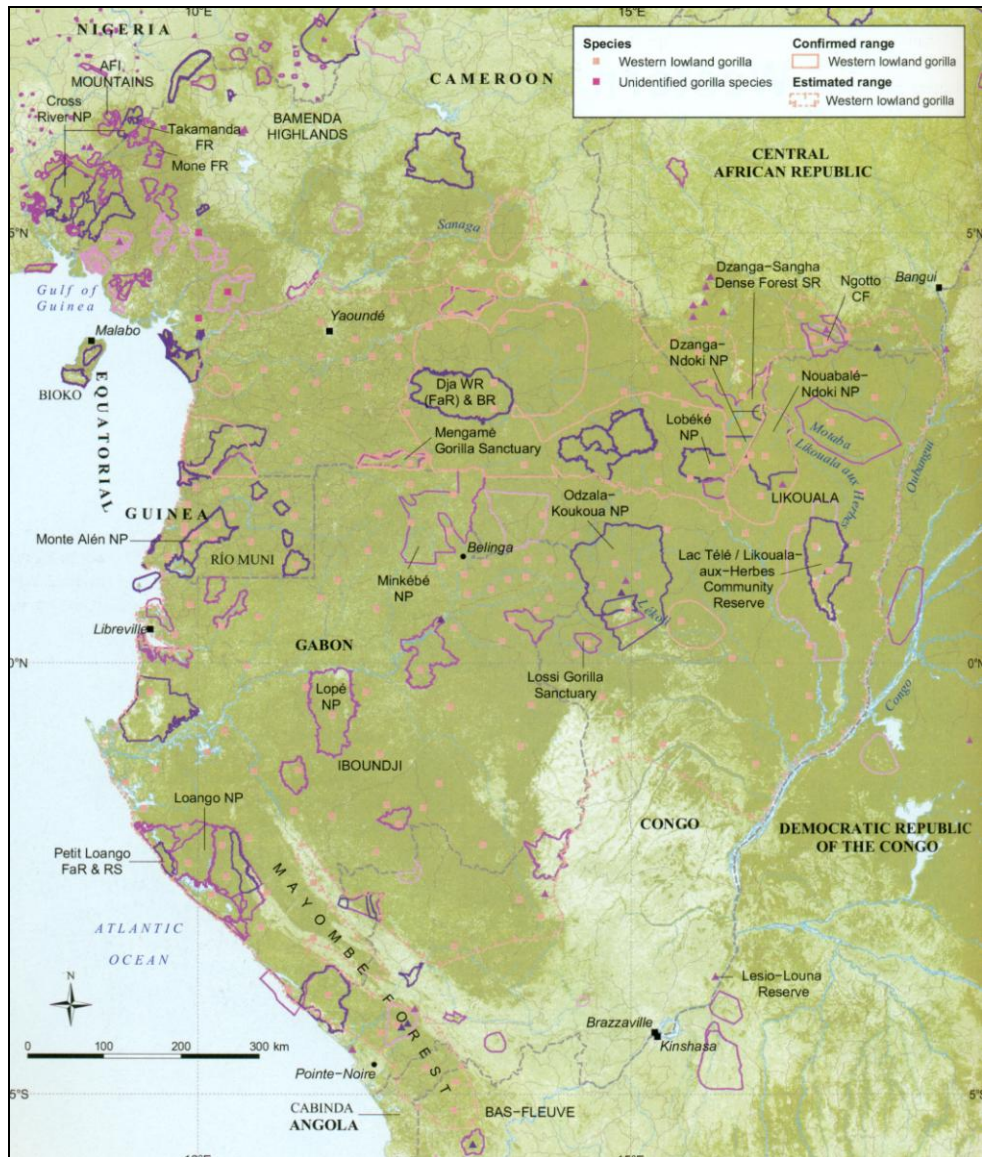 10°E
15°E
NIGERIA
AFI
MOUNTAINS
Cross
River NP
Takamanda
FR
Mone FR
BAMENDA
HIGHLANDS
CAMEROON
Species
Western lowland gorilla
Unidentified gorilla species
Confirmed range
Western lowland gorilla
Estimated range
Western lowland gorilla
CENTRAL
AFRICAN REPUBLIC
5°N
5°N
Sanaga
Gulf of
Guinea
Malabo
BIOKO
EQUATORIAL
GUINEA
Yaoundé
Dzanga–Sangha
Dense Forest SR
Ngotto
CF
Bangui
Dzanga–
Ndoki NP
Nouabalé–
Ndoki NP
Dja WR
(FaR) & BR
Mengamé
Gorilla Sanctuary
Lobéké
NP
Motaba
Likouala aux Herbes
Oubangui
LIKOUALA
Odzala–
Koukoua NP
Monte Alén NP
RÍO MUNI
Belinga
Minkébé
NP
Lac Télé / Likouala–
aux–Herbes
Community
Reserve
Lékoli
Libreville
GABON
0°N
0°N
Lossi Gorilla
Sanctuary
Congo
Lopé
NP
IBOUNDJI
Loango NP
CONGO
DEMOCRATIC REPUBLIC
OF THE CONGO
Petit Loango
FaR & RS
MAYOMBE FOREST
ATLANTIC
OCEAN
N
Lesio–Louna
Reserve
Brazzaville
Kinshasa
0 100 200 300 km
Pointe–Noire
5°S
5°S
CABINDA
ANGOLA
BAS–FLEUVE
10°E
15°E